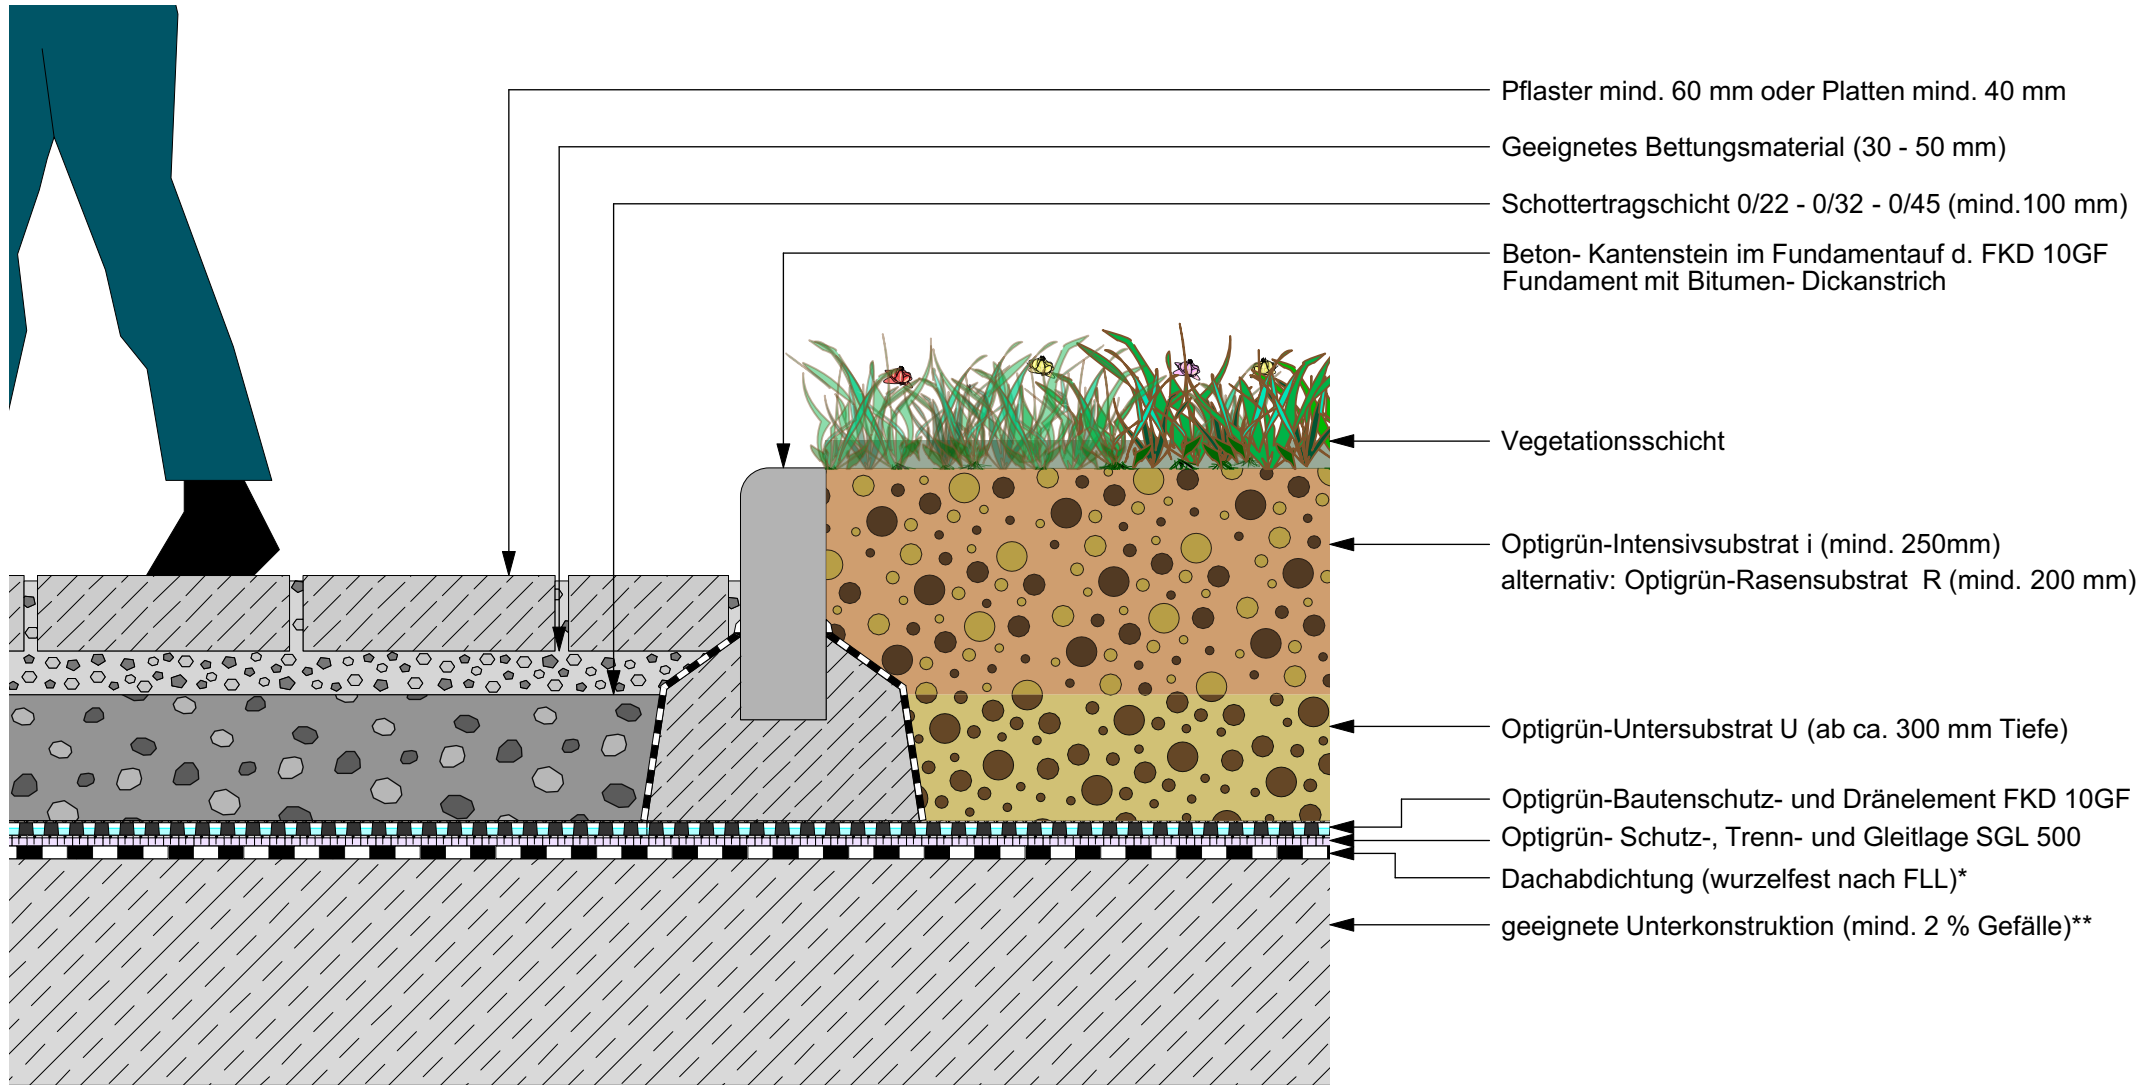 Pflaster mind. 60 mm oder Platten mind. 40 mm
Geeignetes Bettungsmaterial (30 - 50 mm)
Schottertragschicht 0/22 - 0/32 - 0/45 (mind.100 mm)
Beton- Kantenstein im Fundamentauf d. FKD 10GF
Fundament mit Bitumen- Dickanstrich
Vegetationsschicht
Optigrün-Intensivsubstrat i (mind. 250mm)
alternativ: Optigrün-Rasensubstrat R (mind. 200 mm)
Optigrün-Untersubstrat U (ab ca. 300 mm Tiefe)
Optigrün-Bautenschutz- und Dränelement FKD 10GF
Optigrün- Schutz-, Trenn- und Gleitlage SGL 500
Dachabdichtung (wurzelfest nach FLL)*
geeignete Unterkonstruktion (mind. 2 % Gefälle)**